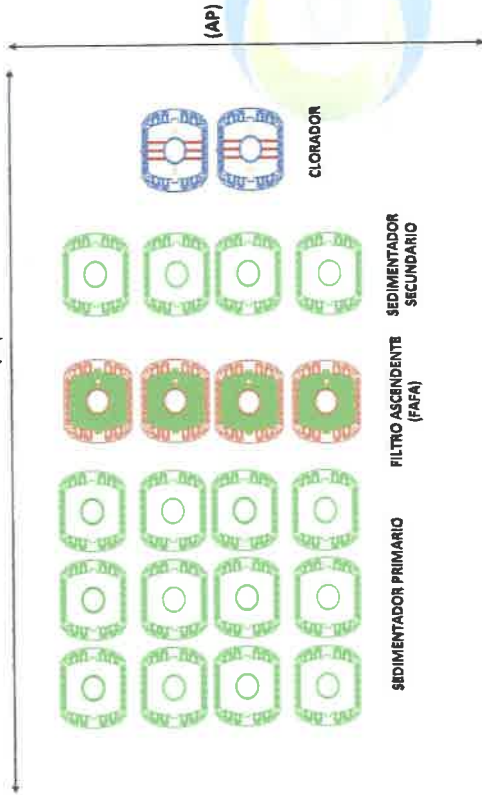 (AP)
CLORADOR
SEDIMENTADOR
SECUNDARIO
FILTRO ASCENDENTE
(FAFA)
SEDIMENTADOR PRIMARIO